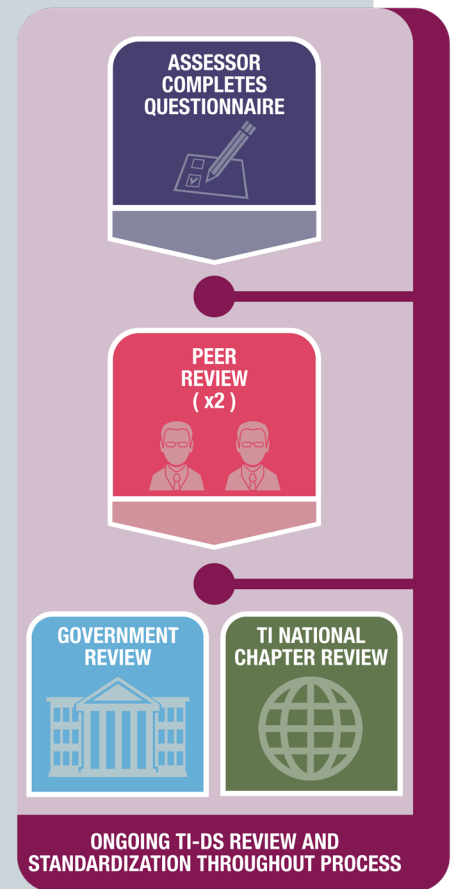 ASSESSOR
COMPLETES
QUESTIONNAIRE
PEER
REVIEW
( x2 )
GOVERNMENT
REVIEW
TI NATIONAL
CHAPTER REVIEW
ONGOING TI-DS REVIEW AND
STANDARDIZATION THROUGHOUT PROCESS